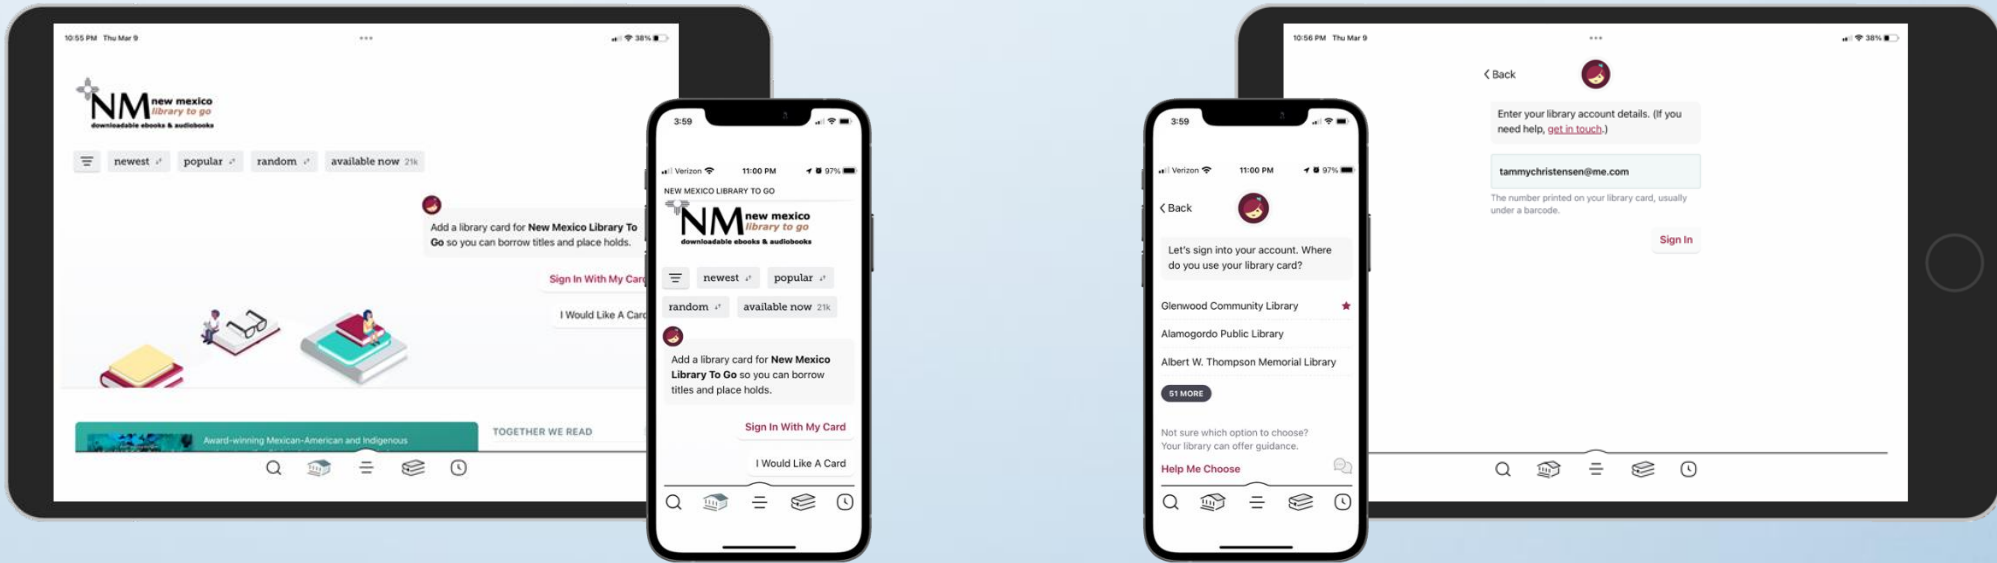 10:55 PM Thu Mar 9
38%
NM new mexico
library to go
downloadable ebooks & audiobooks
newest
popular
random
available now 21k
Add a library card for New Mexico Library To
Go so you can borrow titles and place holds.
Sign In With My Card
I Would Like A Card
Award-winning Mexican-American and Indigenous
TOGETHER WE READ
3:59
Verizon 11:00 PM 97%
NEW MEXICO LIBRARY TO GO
NM new mexico
library to go
downloadable ebooks & audiobooks
newest
popular
random
available now 21k
Add a library card for New Mexico
Library To Go so you can borrow
titles and place holds.
Sign In With My Card
I Would Like A Card
3:59
Verizon 11:00 PM 97%
Back
Let's sign into your account. Where
do you use your library card?
Glenwood Community Library
Alamogordo Public Library
Albert W. Thompson Memorial Library
51 MORE
Not sure which option to choose?
Your library can offer guidance.
Help Me Choose
10:56 PM Thu Mar 9
38%
Back
Enter your library account details. (If you
need help, get in touch.)
tammychristensen@me.com
The number printed on your library card, usually
under a barcode.
Sign In